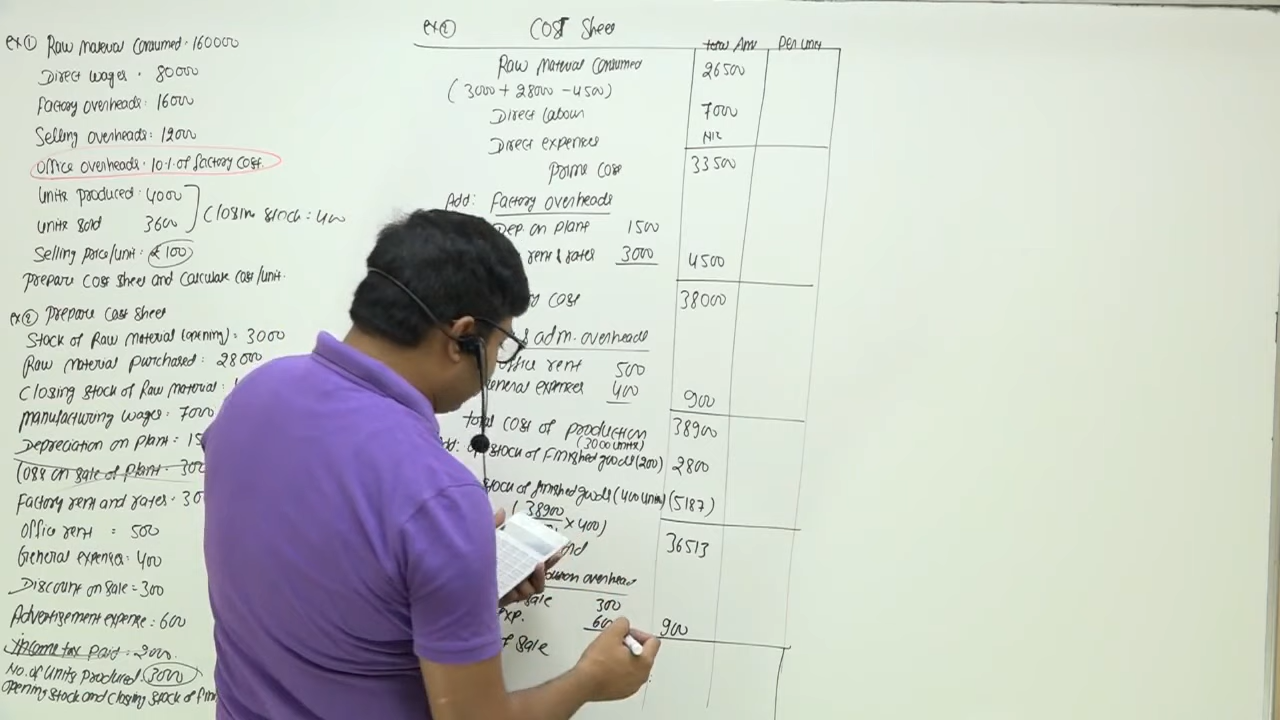 ex ① Raw material consumed: 160000
Direct wages: 80000
Factory overheads: 16000
Selling overheads: 12000
Office overheads: 10% of factory cost.
Units produced: 4000
Units sold 3600
Closing stock: 400
Selling price/unit: ₹100
Prepare cost sheet and calculate cost/unit.
ex ② Prepare cost sheet
Stock of Raw material (opening) = 3000
Raw material purchased: 28000
Closing stock of Raw material:
manufacturing wages: 7000
Depreciation on plant = 15
Loss on sale of plant = 300
Factory rent and rates = 30
Office rent = 500
General expenses: 400
Discount on sale = 300
Advertisement expense = 600
Income tax paid = 2000.
No. of units produced: 3000
opening stock and closing stock of fin
ex ② Cost Sheet
Total Amt Per unit
Raw material consumed 26500
(3000 + 28000 - 4500)
Direct labour 7000
Direct expenses Nil
Prime cost 33500
Add: Factory overheads
Dep. on plant 1500
rent & rates 3000 4500
cost 38000
& adm. overheads
office rent 500
General expenses 400 900
Total cost of production 38900
(3000 units)
Add: op stock of finished goods (200) 2800
stock of finished goods (400 units) (5187)
(38900
× 400)
36513
overhead
sale 300
exp. 900
of sale